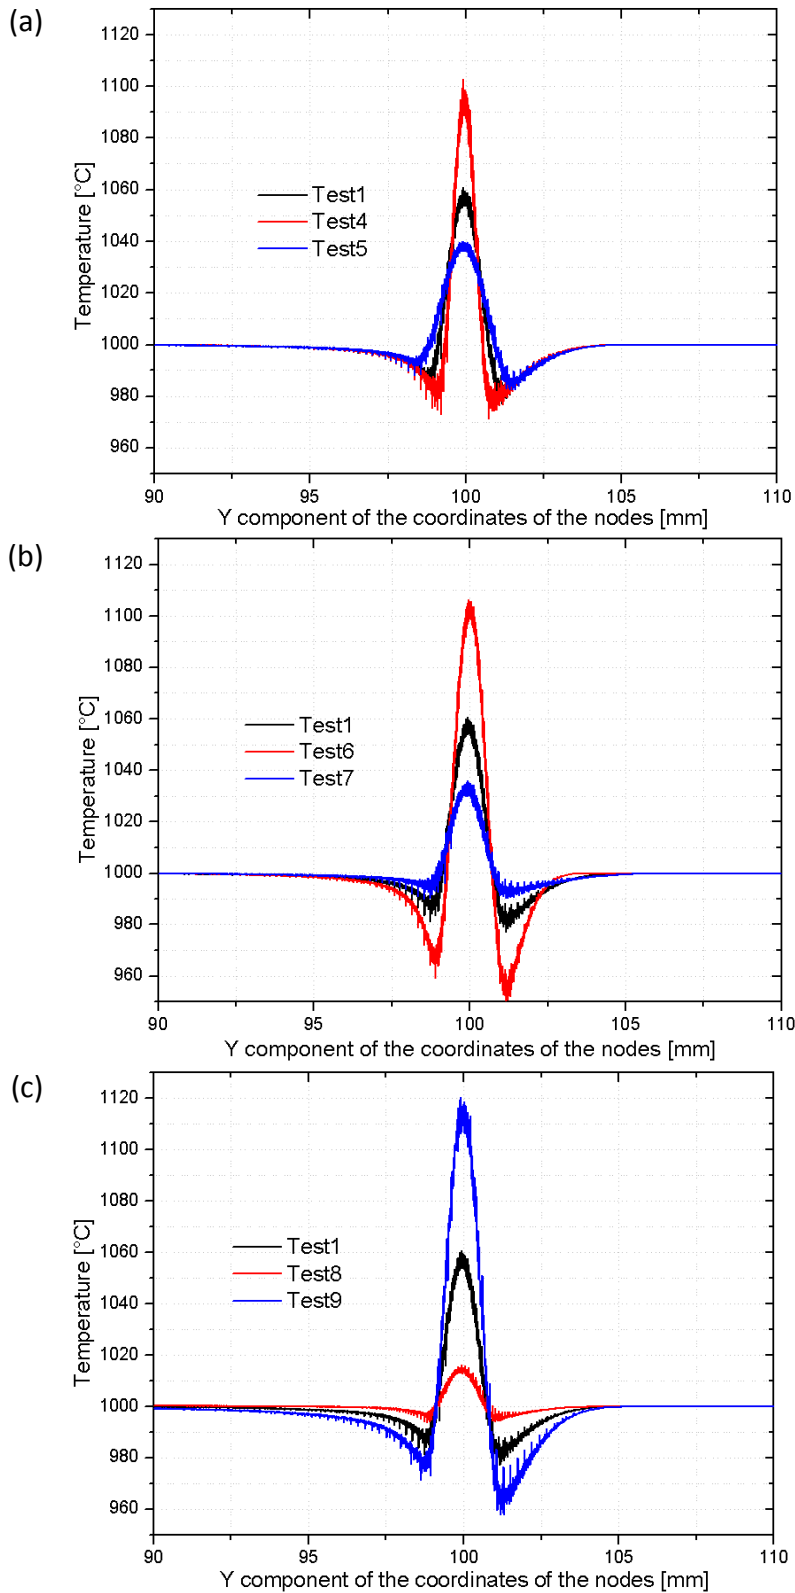 (a)
1120
1100
1080
1060
1040
1020
1000
980
960
Temperature [°C]
Test1
Test4
Test5
90
95
100
105
110
Y component of the coordinates of the nodes [mm]
(b)
1120
1100
1080
1060
1040
1020
1000
980
960
Temperature [°C]
Test1
Test6
Test7
90
95
100
105
110
Y component of the coordinates of the nodes [mm]
(c)
1120
1100
1080
1060
1040
1020
1000
980
960
Temperature [°C]
Test1
Test8
Test9
90
95
100
105
110
Y component of the coordinates of the nodes [mm]